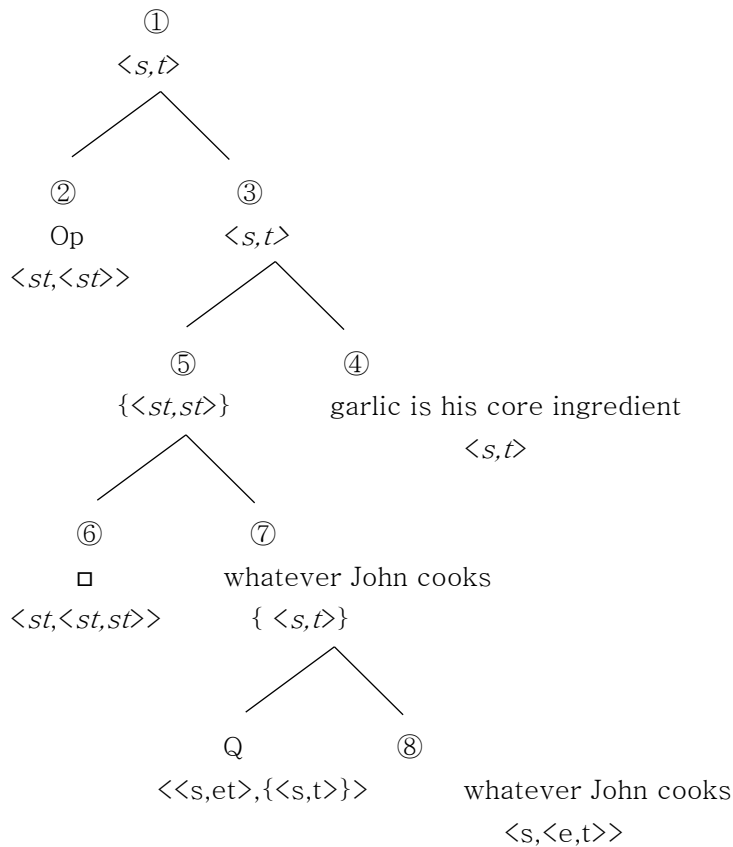 ①
<s,t>
② ③
Op <s,t>
<st,<st>>
⑤ ④
{<st,st>} garlic is his core ingredient
<s,t>
⑥ ⑦
□ whatever John cooks
<st,<st,st>> { <s,t>}
Q ⑧
<<s,et>,{<s,t>}> whatever John cooks
<s,<e,t>>